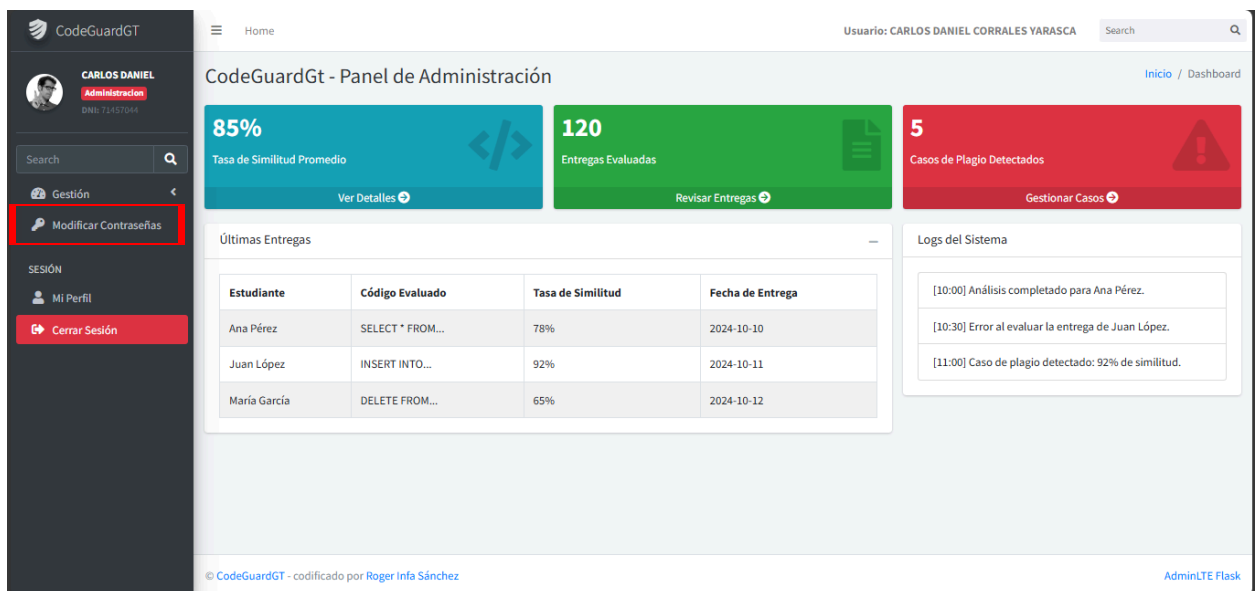 CodeGuardGT
Home
Usuario: CARLOS DANIEL CORRALES YARASCA
Search
CARLOS DANIEL
Administracion
DNI: 71457044
Search
Gestión
Modificar Contraseñas
SESIÓN
Mi Perfil
Cerrar Sesión
CodeGuardGt - Panel de Administración
Inicio / Dashboard
85%
Tasa de Similitud Promedio
Ver Detalles
120
Entregas Evaluadas
Revisar Entregas
5
Casos de Plagio Detectados
Gestionar Casos
Últimas Entregas
Estudiante Código Evaluado Tasa de Similitud Fecha de Entrega
Ana Pérez SELECT * FROM... 78% 2024-10-10
Juan López INSERT INTO... 92% 2024-10-11
María García DELETE FROM... 65% 2024-10-12
Logs del Sistema
[10:00] Análisis completado para Ana Pérez.
[10:30] Error al evaluar la entrega de Juan López.
[11:00] Caso de plagio detectado: 92% de similitud.
© CodeGuardGT - codificado por Roger Infa Sánchez
AdminLTE Flask